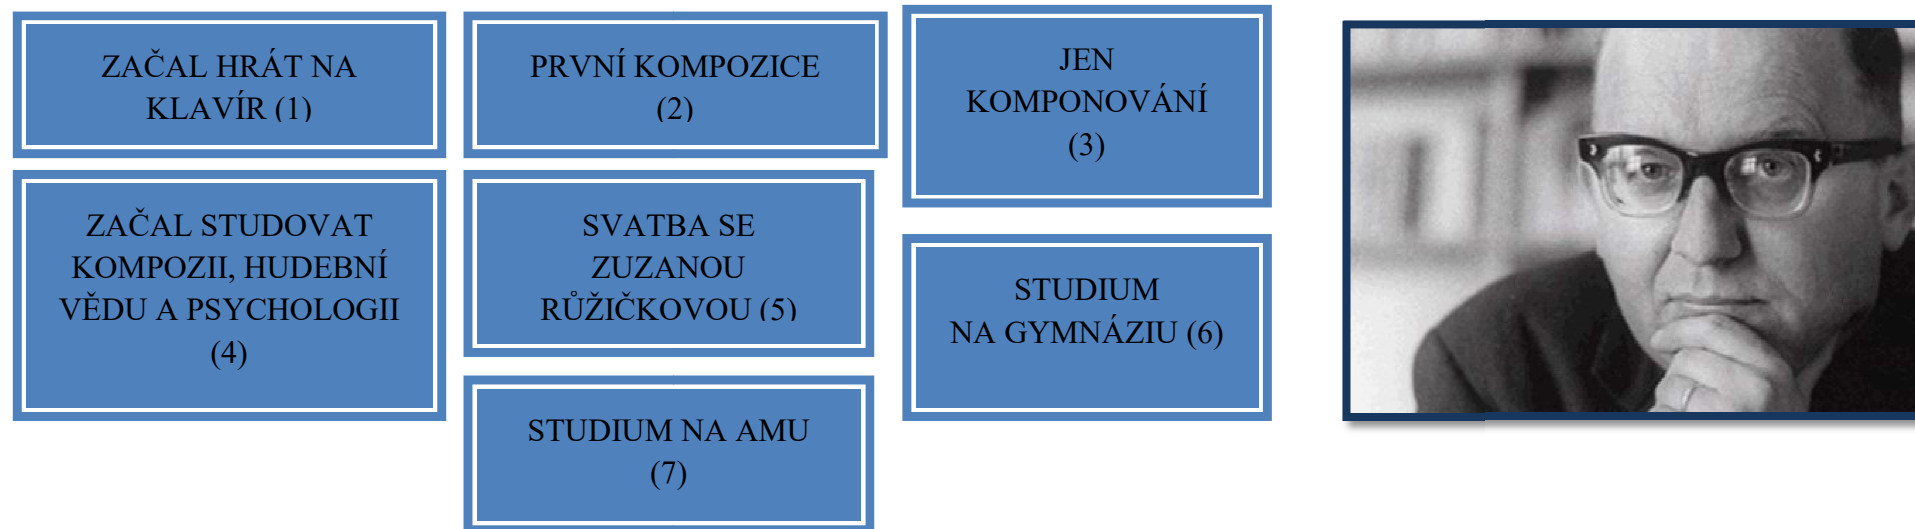 ZAČAL HRÁT NA
KLAVÍR (1)
PRVNÍ KOMPOZICE
(2)
JEN
KOMPONOVÁNÍ
(3)
ZAČAL STUDOVAT
KOMPOZII, HUDEBNÍ
VĚDU A PSYCHOLOGII
(4)
SVATBA SE
ZUZANOU
RŮŽIČKOVOU (5)
STUDIUM
NA GYMNÁZIU (6)
STUDIUM NA AMU
(7)